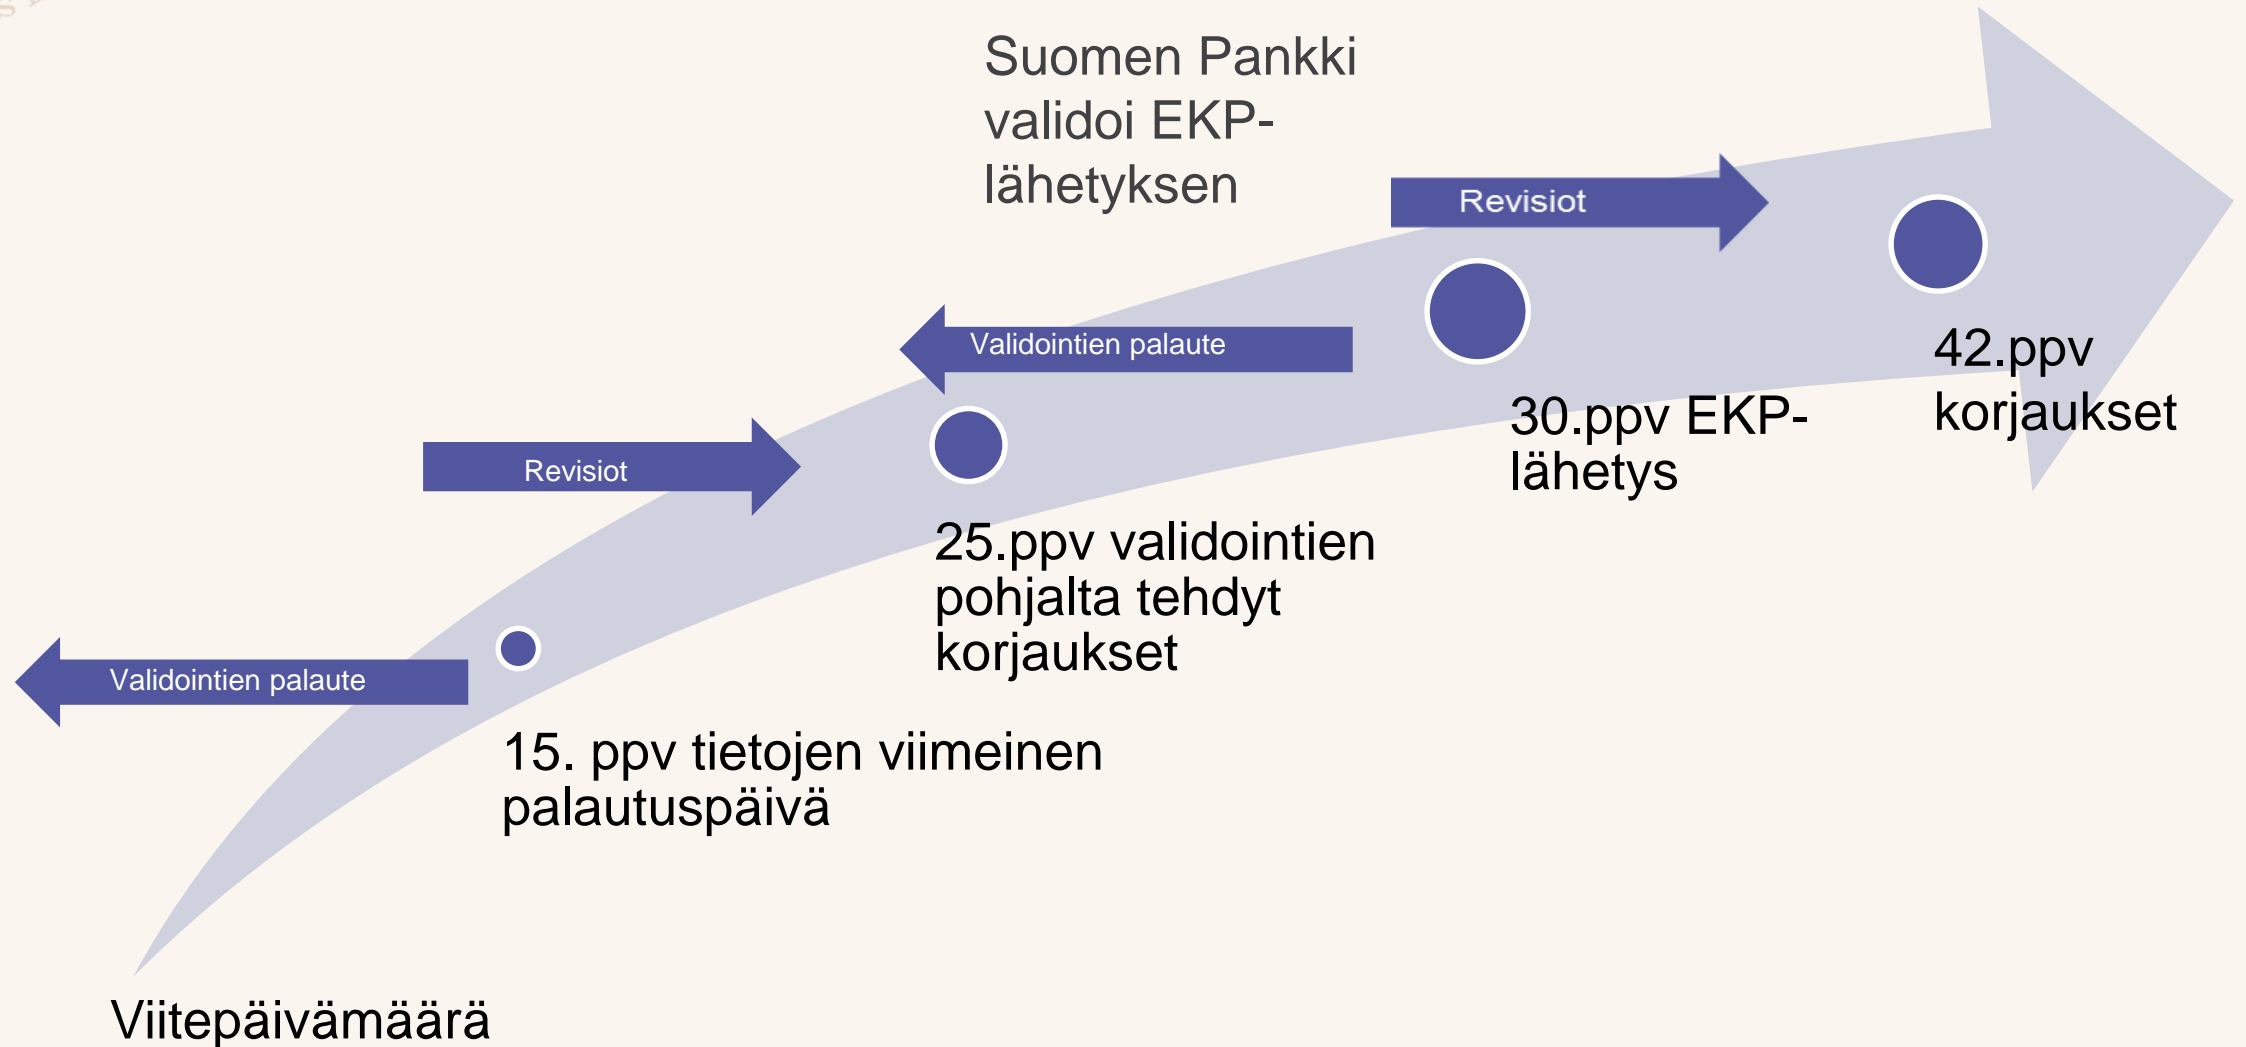 Suomen Pankki
validoi EKP-
lähetyksen
Revisiot
Validointien palaute
42.ppv
korjaukset
30.ppv EKP-
lähetys
Revisiot
25.ppv validointien
pohjalta tehdyt
korjaukset
Validointien palaute
15. ppv tietojen viimeinen
palautuspäivä
Viitepäivämäärä